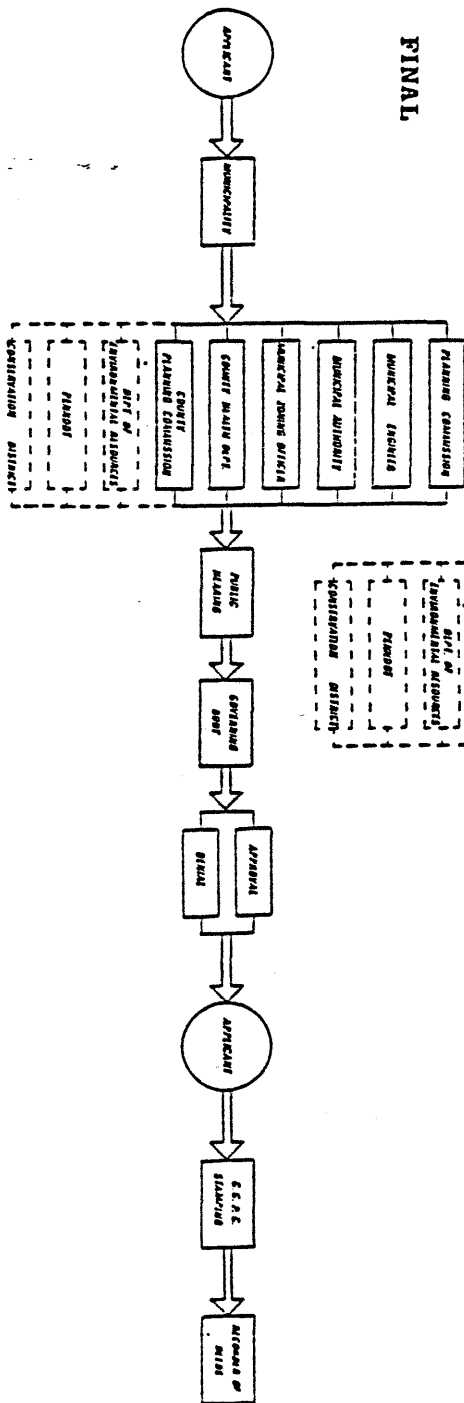 FINAL
APPLICANT
MUNICIPALITY
PLANNING COMMISSION
MUNICIPAL ENGINEER
MUNICIPAL AUTHORITY
MUNICIPAL ZONING OFFICER
COUNTY HEALTH DEPT.
COUNTY
PLANNING COMMISSION
DEPT. OF
ENVIRONMENTAL RESOURCES
PENNDOT
CONSERVATION DISTRICT
DEPT. OF
ENVIRONMENTAL RESOURCES
PENNDOT
CONSERVATION DISTRICT
PUBLIC
HEARING
GOVERNING
BODY
APPROVAL
DENIAL
APPLICANT
C.C.P.C.
STAMPING
RECORDER OF
DEEDS